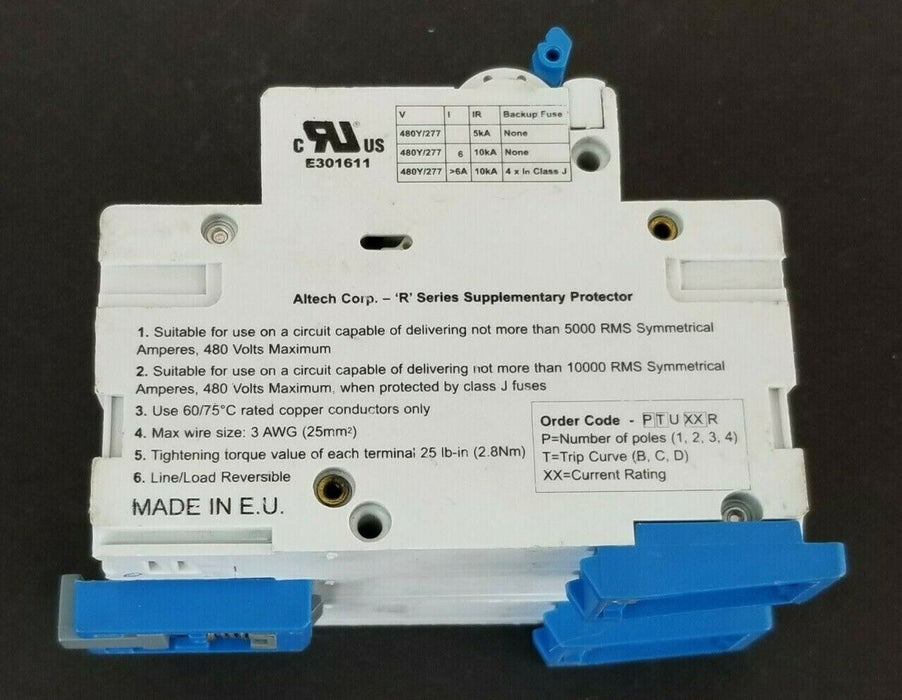 c RU ® US
E301611
V I IR Backup Fuse
480Y/277 5kA None
480Y/277 6 10kA None
480Y/277 >6A 10kA 4 x In Class J
Altech Corp. – 'R' Series Supplementary Protector
1. Suitable for use on a circuit capable of delivering not more than 5000 RMS Symmetrical
Amperes, 480 Volts Maximum
2. Suitable for use on a circuit capable of delivering not more than 10000 RMS Symmetrical
Amperes, 480 Volts Maximum, when protected by class J fuses
3. Use 60/75°C rated copper conductors only
4. Max wire size: 3 AWG (25mm²)
5. Tightening torque value of each terminal 25 lb-in (2.8Nm)
6. Line/Load Reversible
MADE IN E.U.
Order Code - PTUXXR
P=Number of poles (1, 2, 3, 4)
T=Trip Curve (B, C, D)
XX=Current Rating